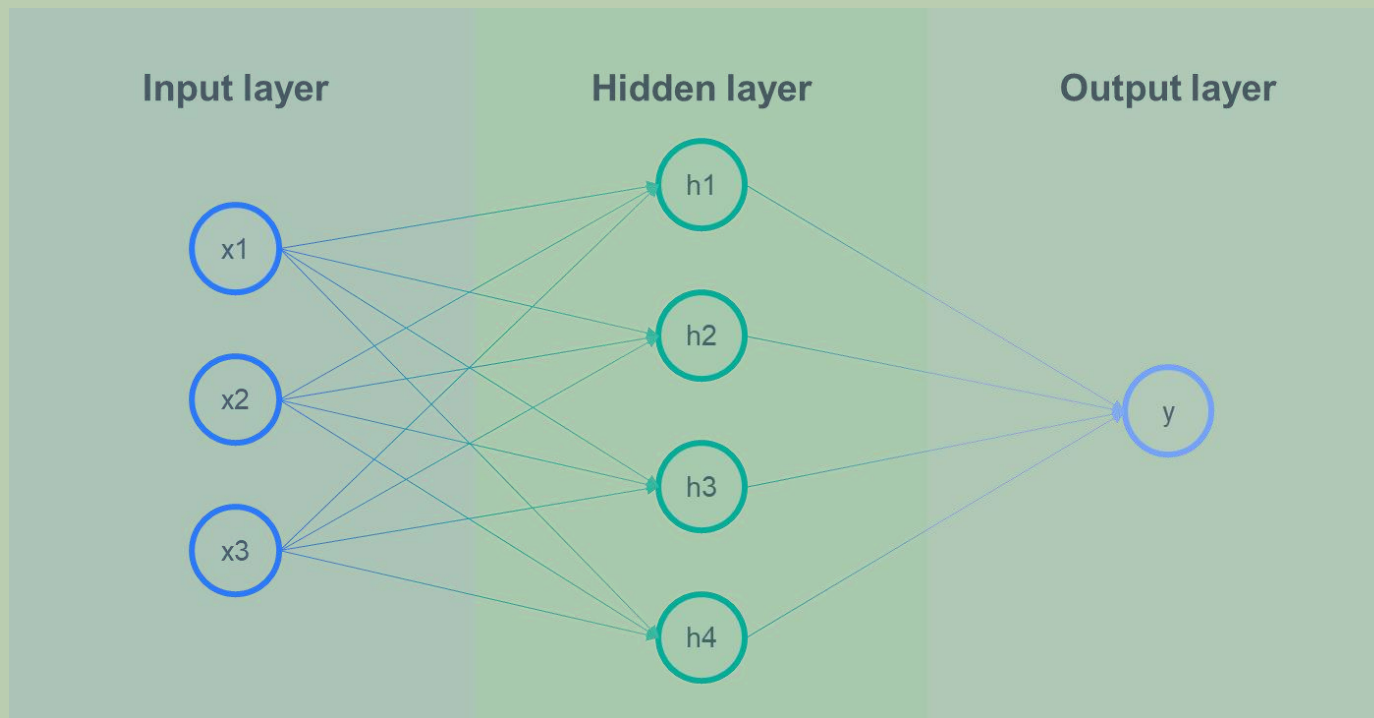 Input layer
Hidden layer
Output layer
x1
x2
x3
h1
h2
h3
h4
y